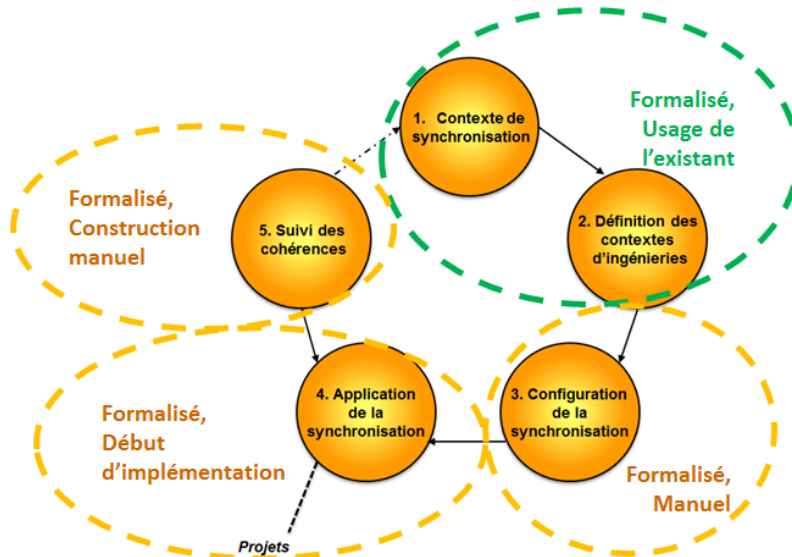 1. Contexte de
synchronisation
Formalisé,
Usage de
l'existant
2. Définition des
contextes
d'ingénieries
3. Configuration
de la
synchronisation
Formalisé,
Manuel
4. Application
de la
synchronisation
Formalisé,
Début
d'implémentation
Projets
5. Suivi des
cohérences
Formalisé,
Construction
manuel